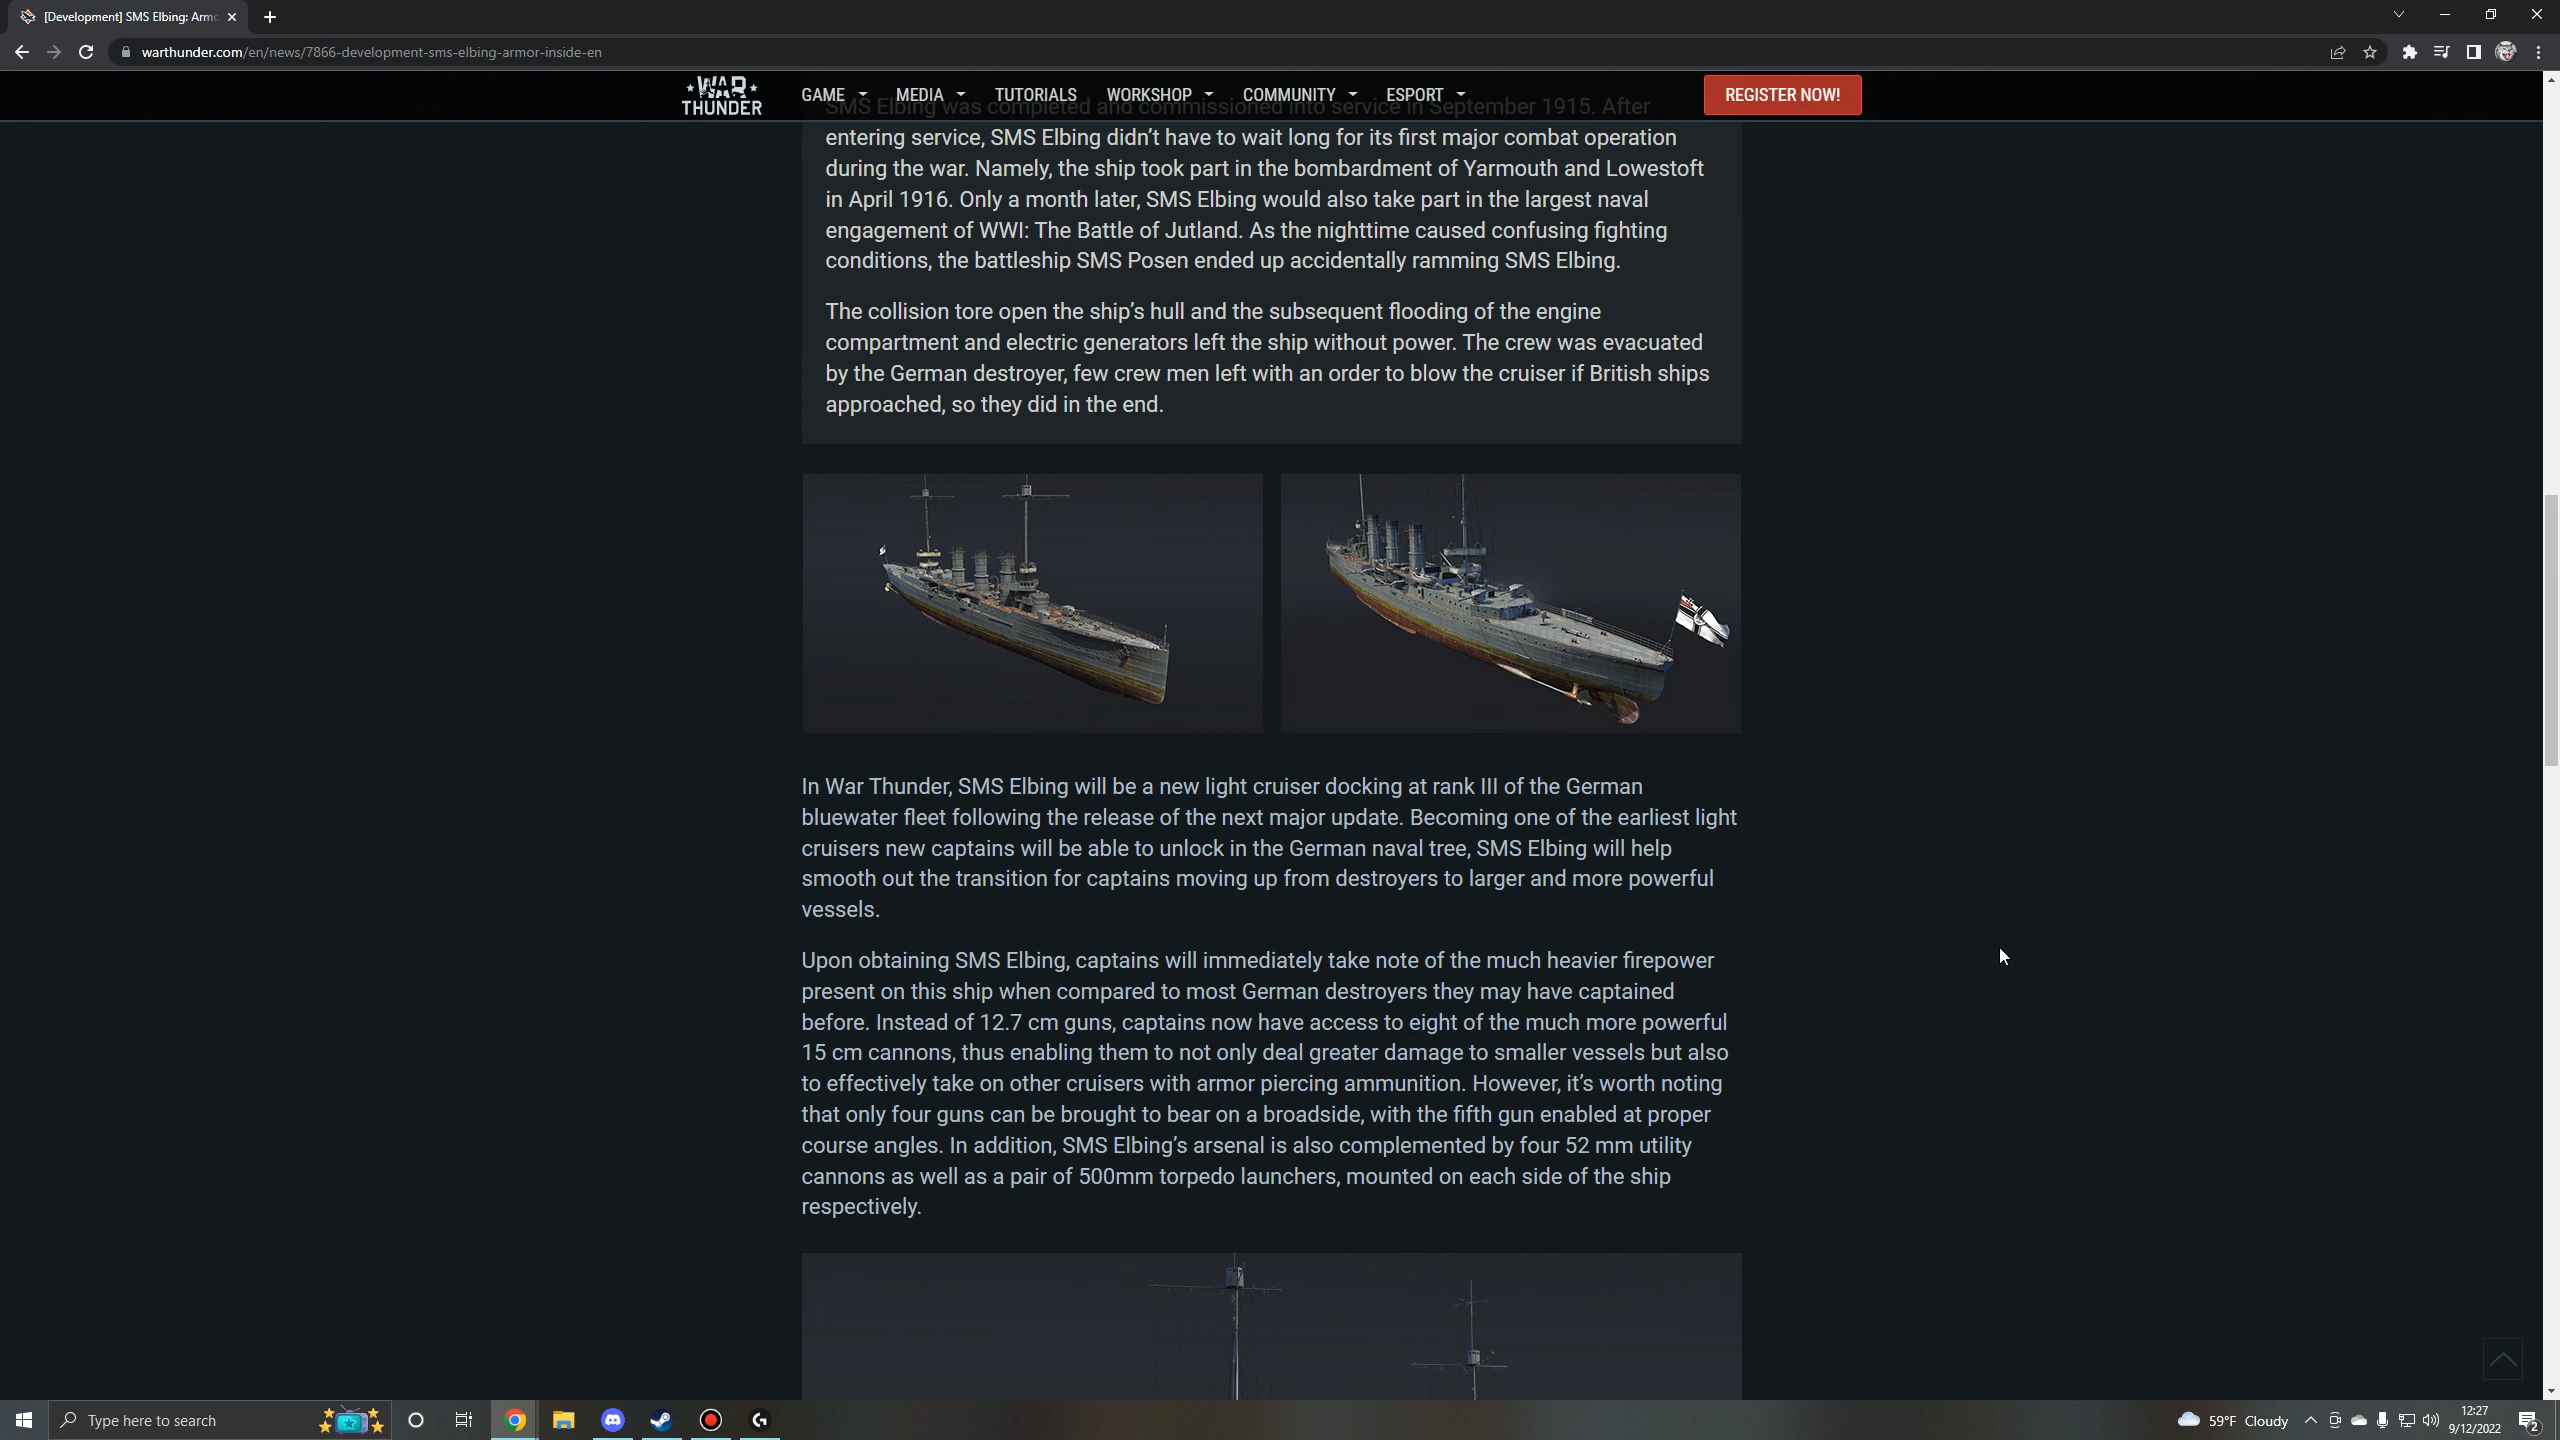 [Development] SMS Elbing: Armo
warthunder.com/en/news/7866-development-sms-elbing-armor-inside-en
WAR THUNDER
GAME
MEDIA
TUTORIALS
WORKSHOP
COMMUNITY
ESPORT
REGISTER NOW!
SMS Elbing was completed and commissioned into service in September 1915. After
entering service, SMS Elbing didn’t have to wait long for its first major combat operation
during the war. Namely, the ship took part in the bombardment of Yarmouth and Lowestoft
in April 1916. Only a month later, SMS Elbing would also take part in the largest naval
engagement of WWI: The Battle of Jutland. As the nighttime caused confusing fighting
conditions, the battleship SMS Posen ended up accidentally ramming SMS Elbing.
The collision tore open the ship’s hull and the subsequent flooding of the engine
compartment and electric generators left the ship without power. The crew was evacuated
by the German destroyer, few crew men left with an order to blow the cruiser if British ships
approached, so they did in the end.
In War Thunder, SMS Elbing will be a new light cruiser docking at rank III of the German
bluewater fleet following the release of the next major update. Becoming one of the earliest light
cruisers new captains will be able to unlock in the German naval tree, SMS Elbing will help
smooth out the transition for captains moving up from destroyers to larger and more powerful
vessels.
Upon obtaining SMS Elbing, captains will immediately take note of the much heavier firepower
present on this ship when compared to most German destroyers they may have captained
before. Instead of 12.7 cm guns, captains now have access to eight of the much more powerful
15 cm cannons, thus enabling them to not only deal greater damage to smaller vessels but also
to effectively take on other cruisers with armor piercing ammunition. However, it’s worth noting
that only four guns can be brought to bear on a broadside, with the fifth gun enabled at proper
course angles. In addition, SMS Elbing’s arsenal is also complemented by four 52 mm utility
cannons as well as a pair of 500mm torpedo launchers, mounted on each side of the ship
respectively.
Type here to search
59°F Cloudy
12:27
9/12/2022
2